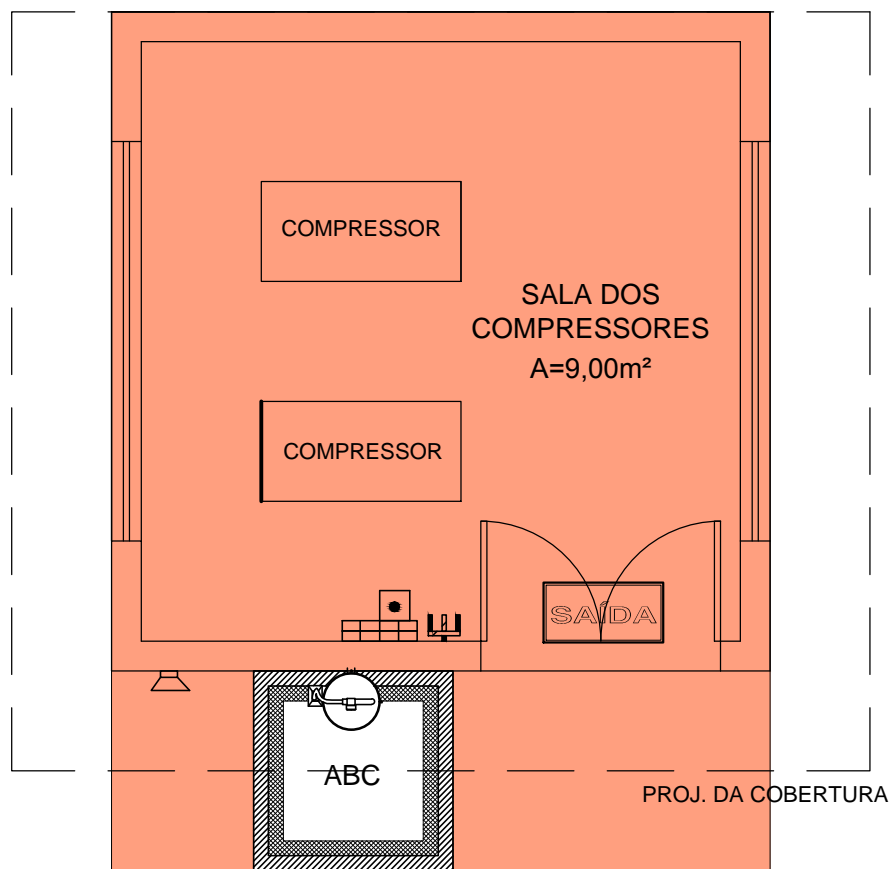 COMPRESSOR
SALA DOS
COMPRESSORES
A=9,00m²
COMPRESSOR
SAÍDA
ABC
PROJ. DA COBERTURA